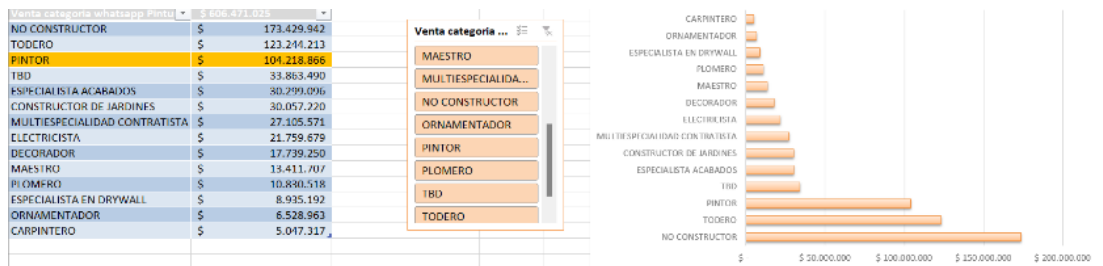 Venta categoria whatsapp Pintu $ 606.471.025
NO CONSTRUCTOR $ 173.429.942
TODERO $ 123.244.213
PINTOR $ 104.218.866
TBD $ 33.863.490
ESPECIALISTA ACABADOS $ 30.299.096
CONSTRUCTOR DE JARDINES $ 30.057.220
MULTIESPECIALIDAD CONTRATISTA $ 27.105.571
ELECTRICISTA $ 21.759.679
DECORADOR $ 17.739.250
MAESTRO $ 13.411.707
PLOMERO $ 10.830.518
ESPECIALISTA EN DRYWALL $ 8.935.192
ORNAMENTADOR $ 6.528.963
CARPINTERO $ 5.047.317
Venta categoria ...
MAESTRO
MULTIESPECIALIDA...
NO CONSTRUCTOR
ORNAMENTADOR
PINTOR
PLOMERO
TBD
TODERO
CARPINTERO
ORNAMENTADOR
ESPECIALISTA EN DRYWALL
PLOMERO
MAESTRO
DECORADOR
ELECTRICISTA
MULTIESPECIALIDAD CONTRATISTA
CONSTRUCTOR DE JARDINES
ESPECIALISTA ACABADOS
TBD
PINTOR
TODERO
NO CONSTRUCTOR
$ $ 50.000.000 $ 100.000.000 $ 150.000.000 $ 200.000.000